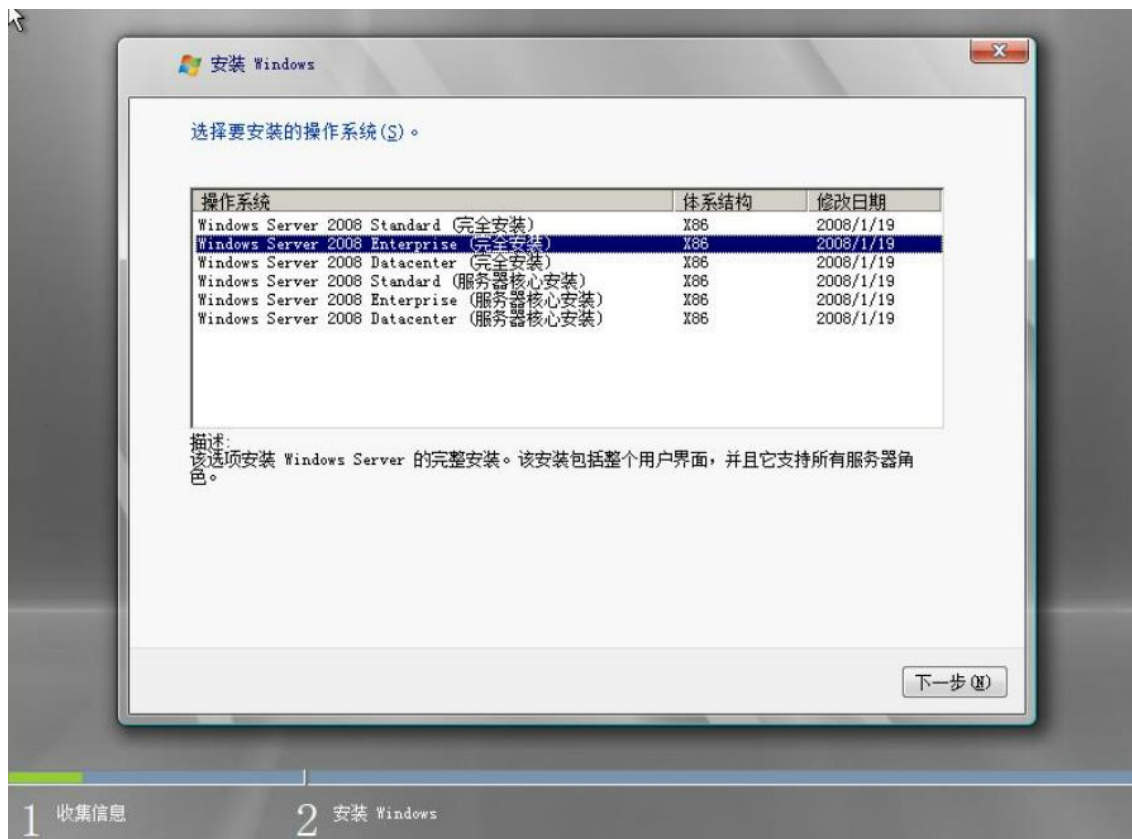 安装 Windows
选择要安装的操作系统(S)。
操作系统 体系结构 修改日期
Windows Server 2008 Standard (完全安装) X86 2008/1/19
Windows Server 2008 Enterprise (完全安装) X86 2008/1/19
Windows Server 2008 Datacenter (完全安装) X86 2008/1/19
Windows Server 2008 Standard (服务器核心安装) X86 2008/1/19
Windows Server 2008 Enterprise (服务器核心安装) X86 2008/1/19
Windows Server 2008 Datacenter (服务器核心安装) X86 2008/1/19
描述:
该选项安装 Windows Server 的完整安装。该安装包括整个用户界面，并且它支持所有服务器角
色。
下一步(N)
1 收集信息 2 安装 Windows